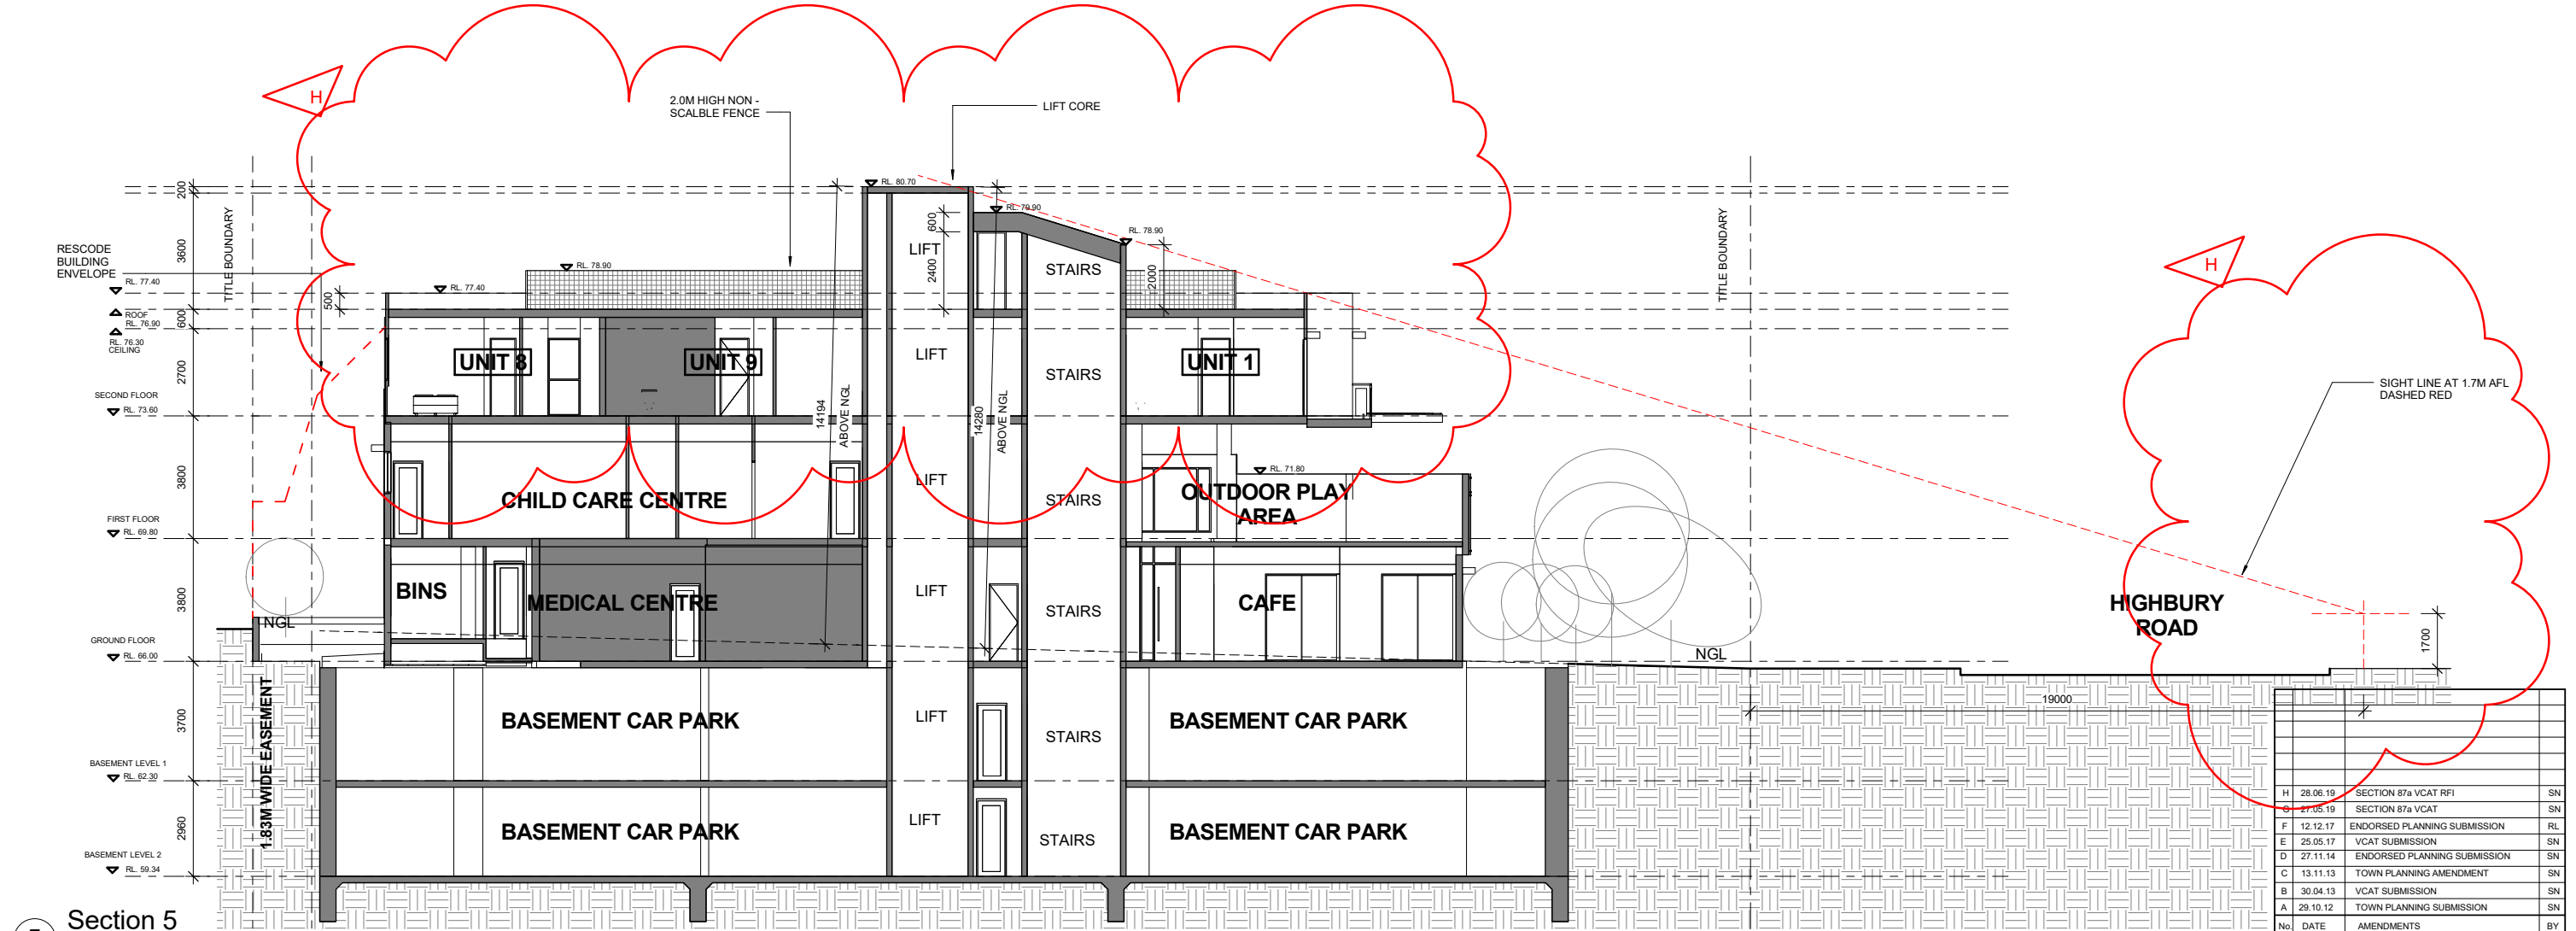 H
2.0M HIGH NON -
SCALBLE FENCE
LIFT CORE
RL. 80.70
RL. 79.90
RL. 78.90
RL. 78.90
RL. 77.40
RESCODE
BUILDING
ENVELOPE
RL. 77.40
ROOF
RL. 76.90
RL. 76.30
CEILING
SECOND FLOOR
RL. 73.60
FIRST FLOOR
RL. 69.80
GROUND FLOOR
RL. 66.00
BASEMENT LEVEL 1
RL. 62.30
BASEMENT LEVEL 2
RL. 59.34
200
3600
600
2700
3800
3800
3700
2960
500
TITLE BOUNDARY
TITLE BOUNDARY
600
2400
2000
14194
ABOVE NGL
14280
ABOVE NGL
LIFT
STAIRS
UNIT 8
UNIT 9
LIFT
STAIRS
UNIT 1
CHILD CARE CENTRE
LIFT
STAIRS
RL. 71.80
OUTDOOR PLAY
AREA
BINS
MEDICAL CENTRE
LIFT
STAIRS
CAFE
NGL
NGL
1.83M WIDE EASEMENT
BASEMENT CAR PARK
LIFT
STAIRS
BASEMENT CAR PARK
BASEMENT CAR PARK
LIFT
STAIRS
BASEMENT CAR PARK
H
SIGHT LINE AT 1.7M AFL
DASHED RED
HIGHBURY
ROAD
1700
19000
H 28.06.19 SECTION 87a VCAT RFI SN
G 27.05.19 SECTION 87a VCAT SN
F 12.12.17 ENDORSED PLANNING SUBMISSION RL
E 25.05.17 VCAT SUBMISSION SN
D 27.11.14 ENDORSED PLANNING SUBMISSION SN
C 13.11.13 TOWN PLANNING AMENDMENT SN
B 30.04.13 VCAT SUBMISSION SN
A 29.10.12 TOWN PLANNING SUBMISSION SN
No. DATE AMENDMENTS BY
Section 5